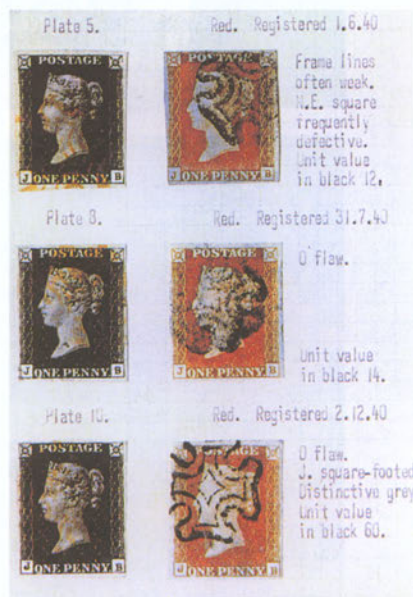 Plate 5. Red. Registered 1.6.40
POSTAGE POSTAGE
J ONE PENNY B J ONE PENNY B
Frame lines
often weak.
N.E. square
frequently
defective.
Unit value
in black 12.
Plate 8. Red. Registered 31.7.40
POSTAGE POSTAGE
J ONE PENNY B J ONE PENNY B
O flaw.
Unit value
in black 14.
Plate 10. Red. Registered 2.12.40
POSTAGE
J ONE PENNY B J ONE PENNY B
O flaw.
J. square-footed
Distinctive grey
Unit value
in black 60.